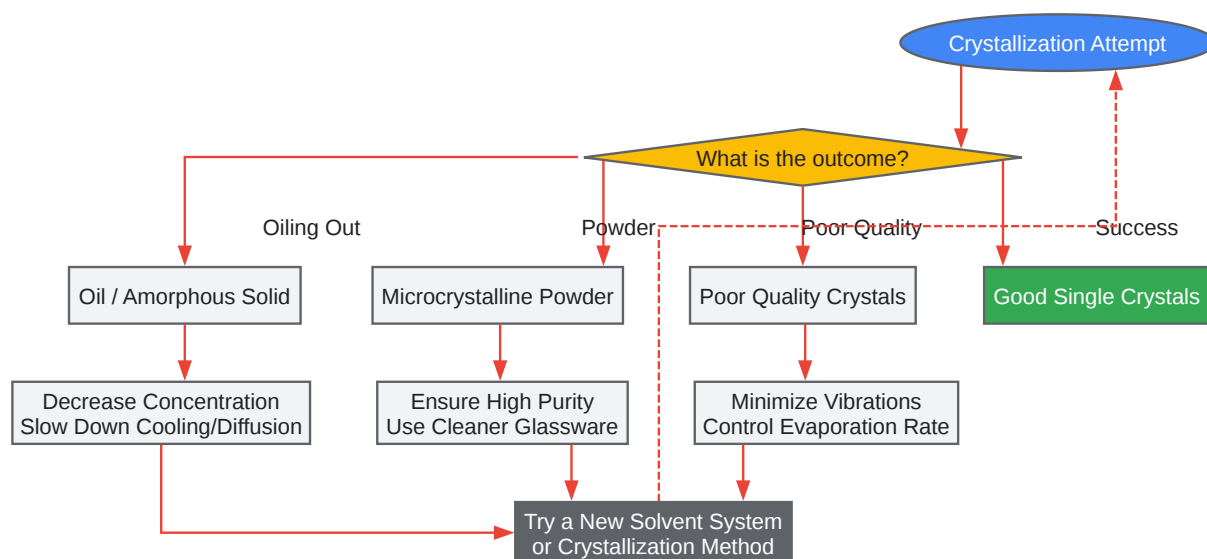 Crystallization Attempt
What is the outcome?
Oiling Out
Powder
Poor Quality
Success
Oil / Amorphous Solid
Microcrystalline Powder
Poor Quality Crystals
Good Single Crystals
Decrease Concentration
Slow Down Cooling/Diffusion
Ensure High Purity
Use Cleaner Glassware
Minimize Vibrations
Control Evaporation Rate
Try a New Solvent System
or Crystallization Method